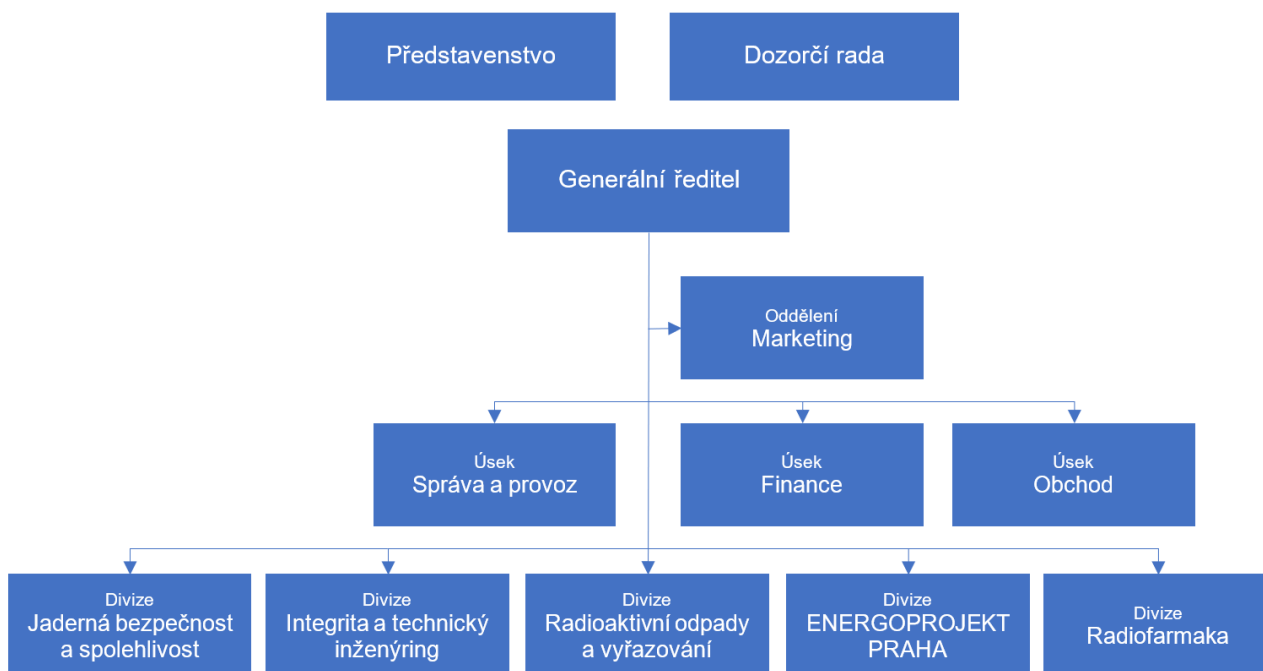 Představenstvo
Dozorčí rada
Generální ředitel
Oddělení
Marketing
Úsek
Správa a provoz
Úsek
Finance
Úsek
Obchod
Divize
Jaderná bezpečnost
a spolehlivost
Divize
Integrita a technický
inženýring
Divize
Radioaktivní odpady
a vyřazování
Divize
ENERGOPROJEKT
PRAHA
Divize
Radiofarmaka